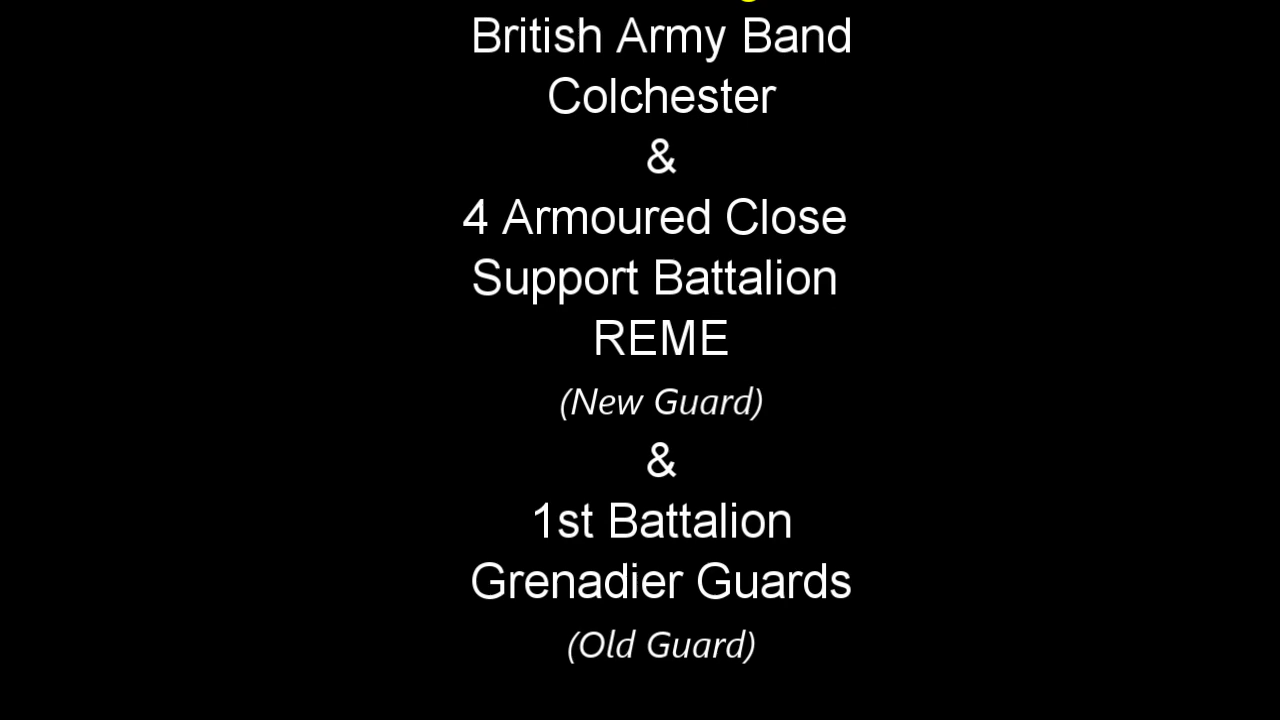 British Army Band
Colchester
&
4 Armoured Close
Support Battalion
REME
(New Guard)
&
1st Battalion
Grenadier Guards
(Old Guard)